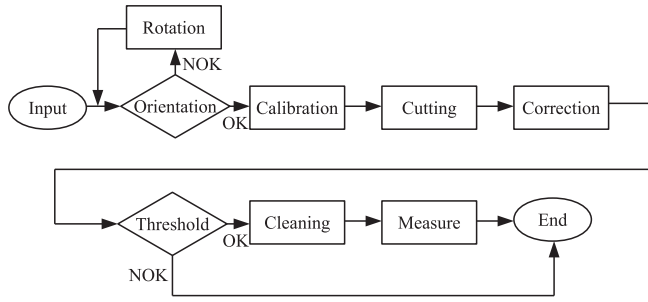 Rotation
NOK
Input
Orientation
OK
Calibration
Cutting
Correction
Threshold
OK
Cleaning
Measure
End
NOK